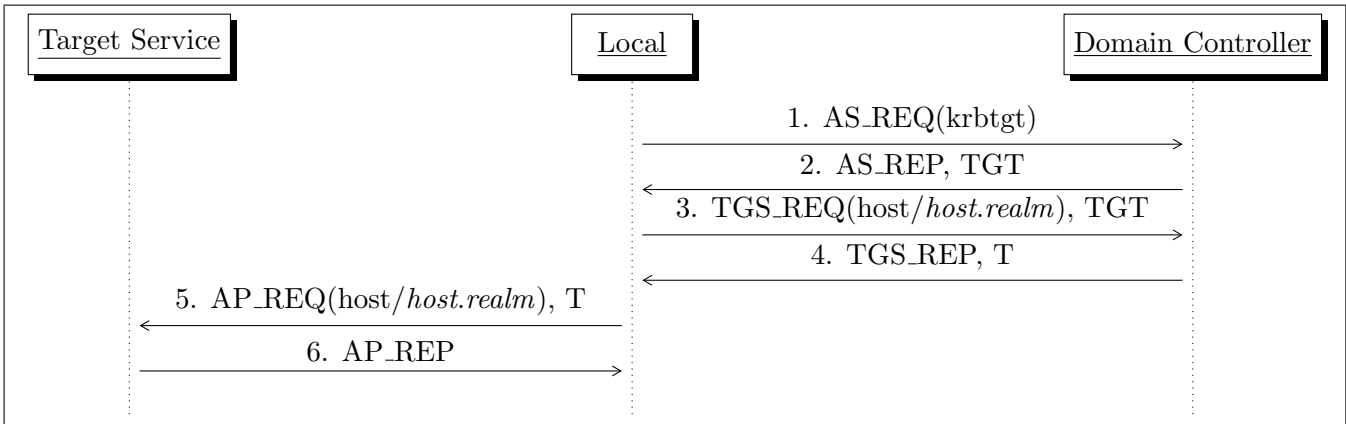 Target Service
Local
Domain Controller
1. AS_REQ(krbtgt)
2. AS_REP, TGT
3. TGS_REQ(host/host.realm), TGT
4. TGS_REP, T
5. AP_REQ(host/host.realm), T
6. AP_REP